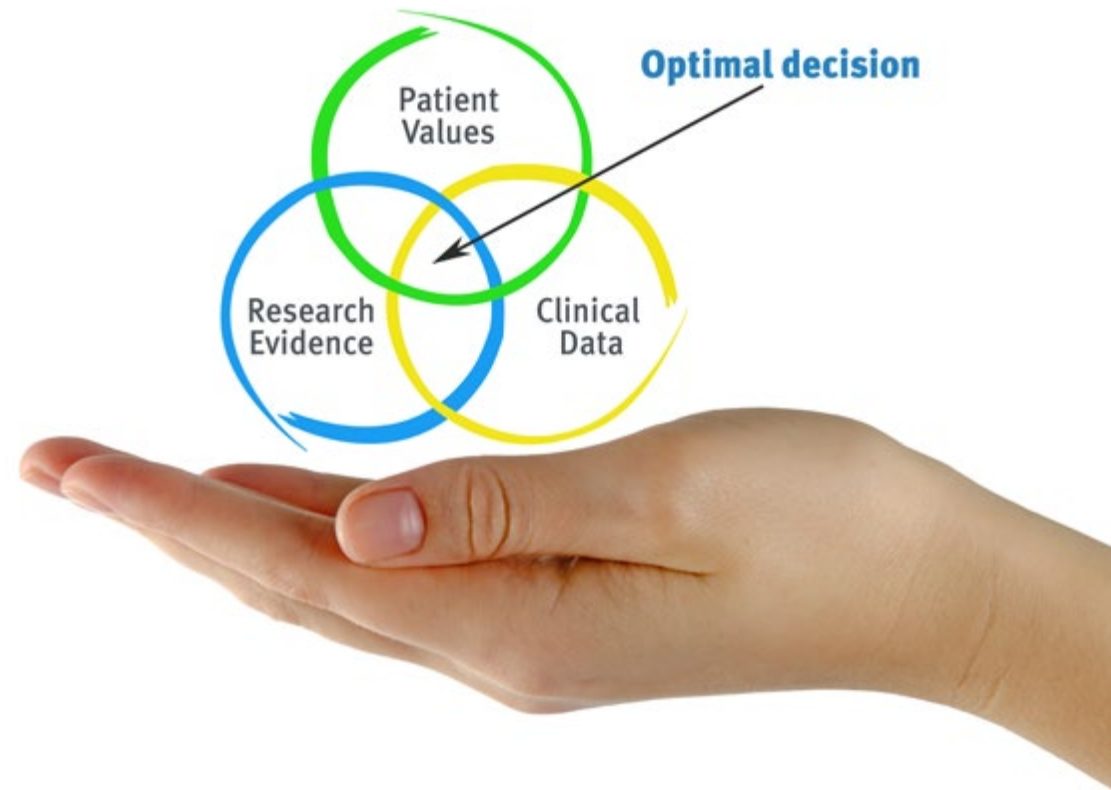 Optimal decision
Patient
Values
Research
Evidence
Clinical
Data